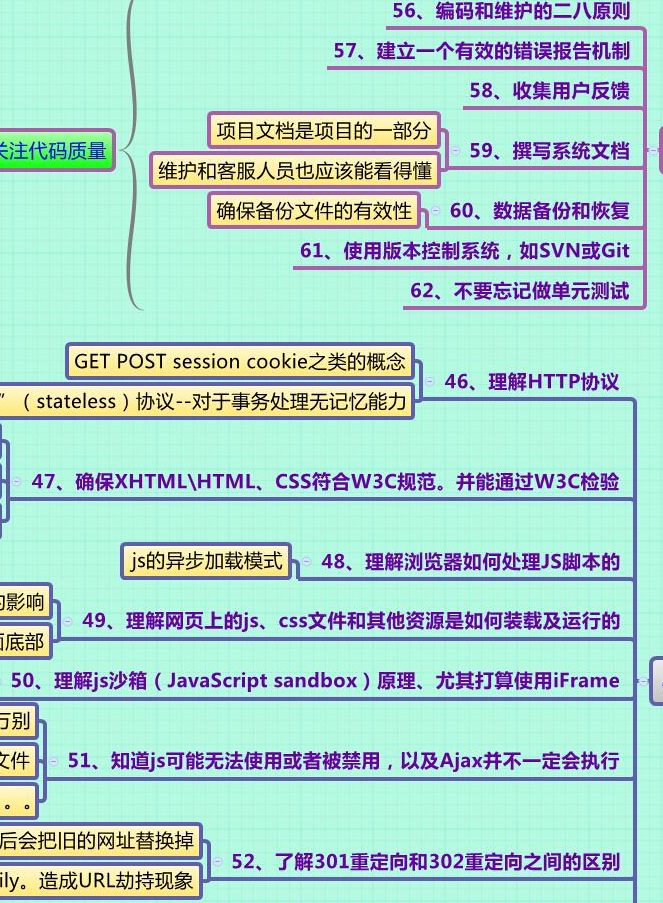 56、编码和维护的二八原则
57、建立一个有效的错误报告机制
58、收集用户反馈
项目文档是项目的一部分
关注代码质量
59、撰写系统文档
维护和客服人员也应该能看得懂
确保备份文件的有效性
60、数据备份和恢复
61、使用版本控制系统，如SVN或Git
62、不要忘记做单元测试
GET POST session cookie之类的概念
46、理解HTTP协议
”（stateless）协议--对于事务处理无记忆能力
47、确保XHTML\HTML、CSS符合W3C规范。并能通过W3C检验
js的异步加载模式
48、理解浏览器如何处理JS脚本的
的影响
49、理解网页上的js、css文件和其他资源是如何装载及运行的
面底部
50、理解js沙箱（JavaScript sandbox）原理、尤其打算使用iFrame
万别
51、知道js可能无法使用或者被禁用，以及Ajax并不一定会执行
文件
。。
后会把旧的网址替换掉
52、了解301重定向和302重定向之间的区别
ily。造成URL劫持现象